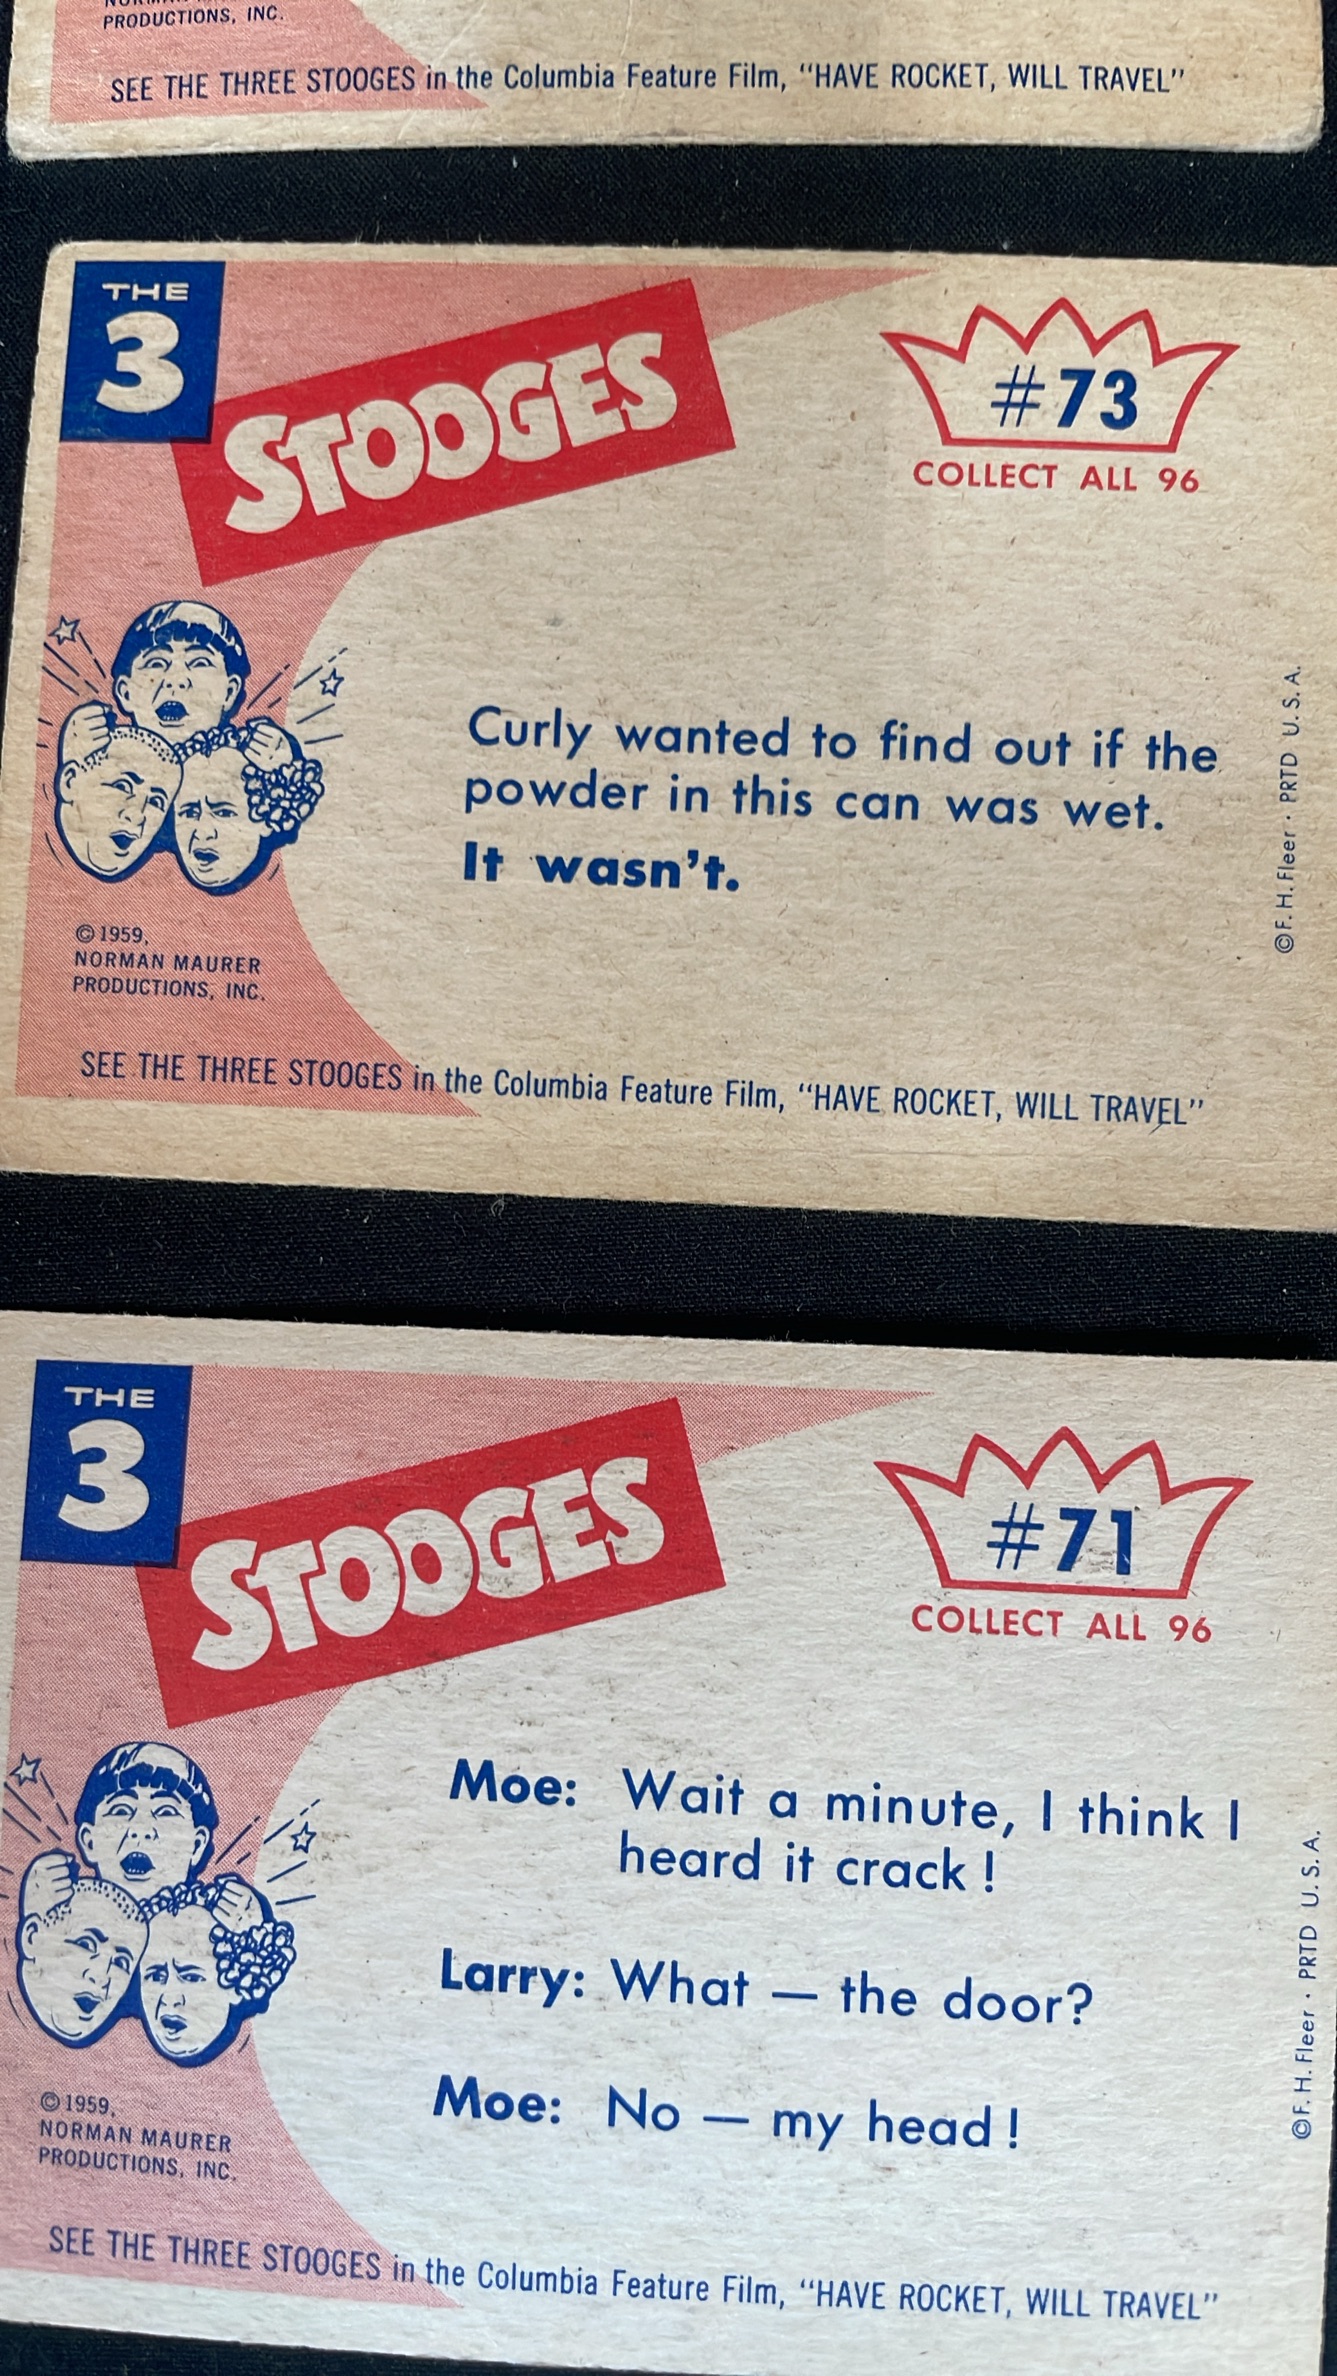 PRODUCTIONS, INC.
SEE THE THREE STOOGES in the Columbia Feature Film, "HAVE ROCKET, WILL TRAVEL"
THE
3
STOOGES
#73
COLLECT ALL 96
Curly wanted to find out if the
powder in this can was wet.
It wasn't.
© F. H. Fleer · PRTD U. S. A.
© 1959,
NORMAN MAURER
PRODUCTIONS, INC.
SEE THE THREE STOOGES in the Columbia Feature Film, "HAVE ROCKET, WILL TRAVEL"
THE
3
STOOGES
#71
COLLECT ALL 96
Moe: Wait a minute, I think I
heard it crack!
Larry: What — the door?
Moe: No — my head!
© F. H. Fleer · PRTD U. S. A.
© 1959,
NORMAN MAURER
PRODUCTIONS, INC.
SEE THE THREE STOOGES in the Columbia Feature Film, "HAVE ROCKET, WILL TRAVEL"